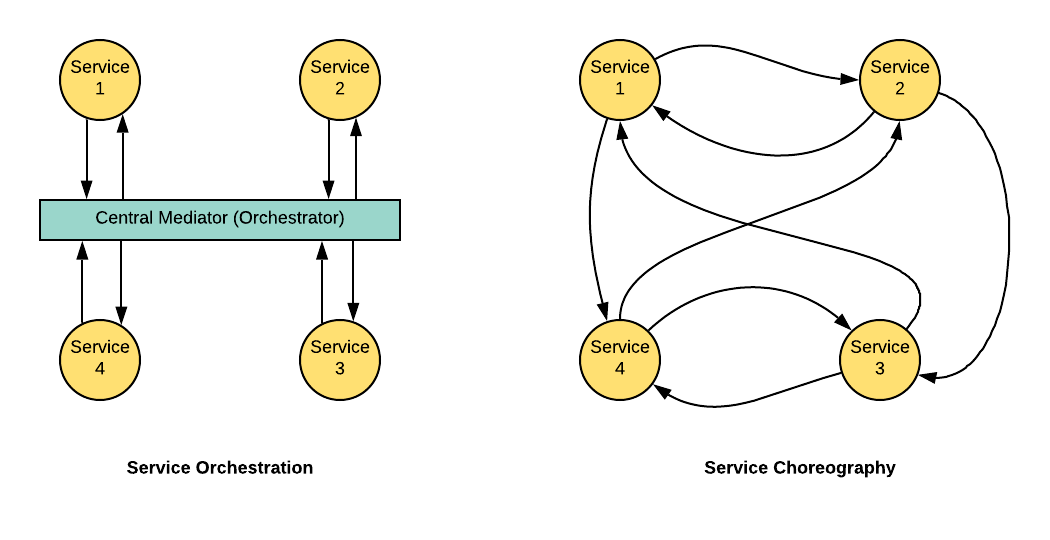 Service
1
Service
2
Central Mediator (Orchestrator)
Service
4
Service
3
Service Orchestration
Service
1
Service
2
Service
4
Service
3
Service Choreography